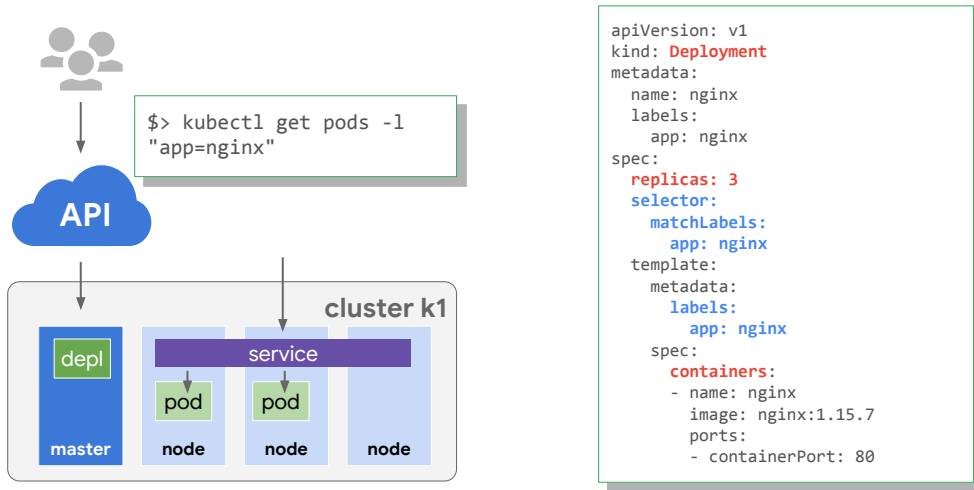 $> kubectl get pods -l
"app=nginx"
API
cluster k1
depl
service
pod
pod
master
node
node
node
apiVersion: v1
kind: Deployment
metadata:
  name: nginx
  labels:
    app: nginx
spec:
  replicas: 3
  selector:
    matchLabels:
      app: nginx
  template:
    metadata:
      labels:
        app: nginx
    spec:
      containers:
      - name: nginx
        image: nginx:1.15.7
        ports:
        - containerPort: 80